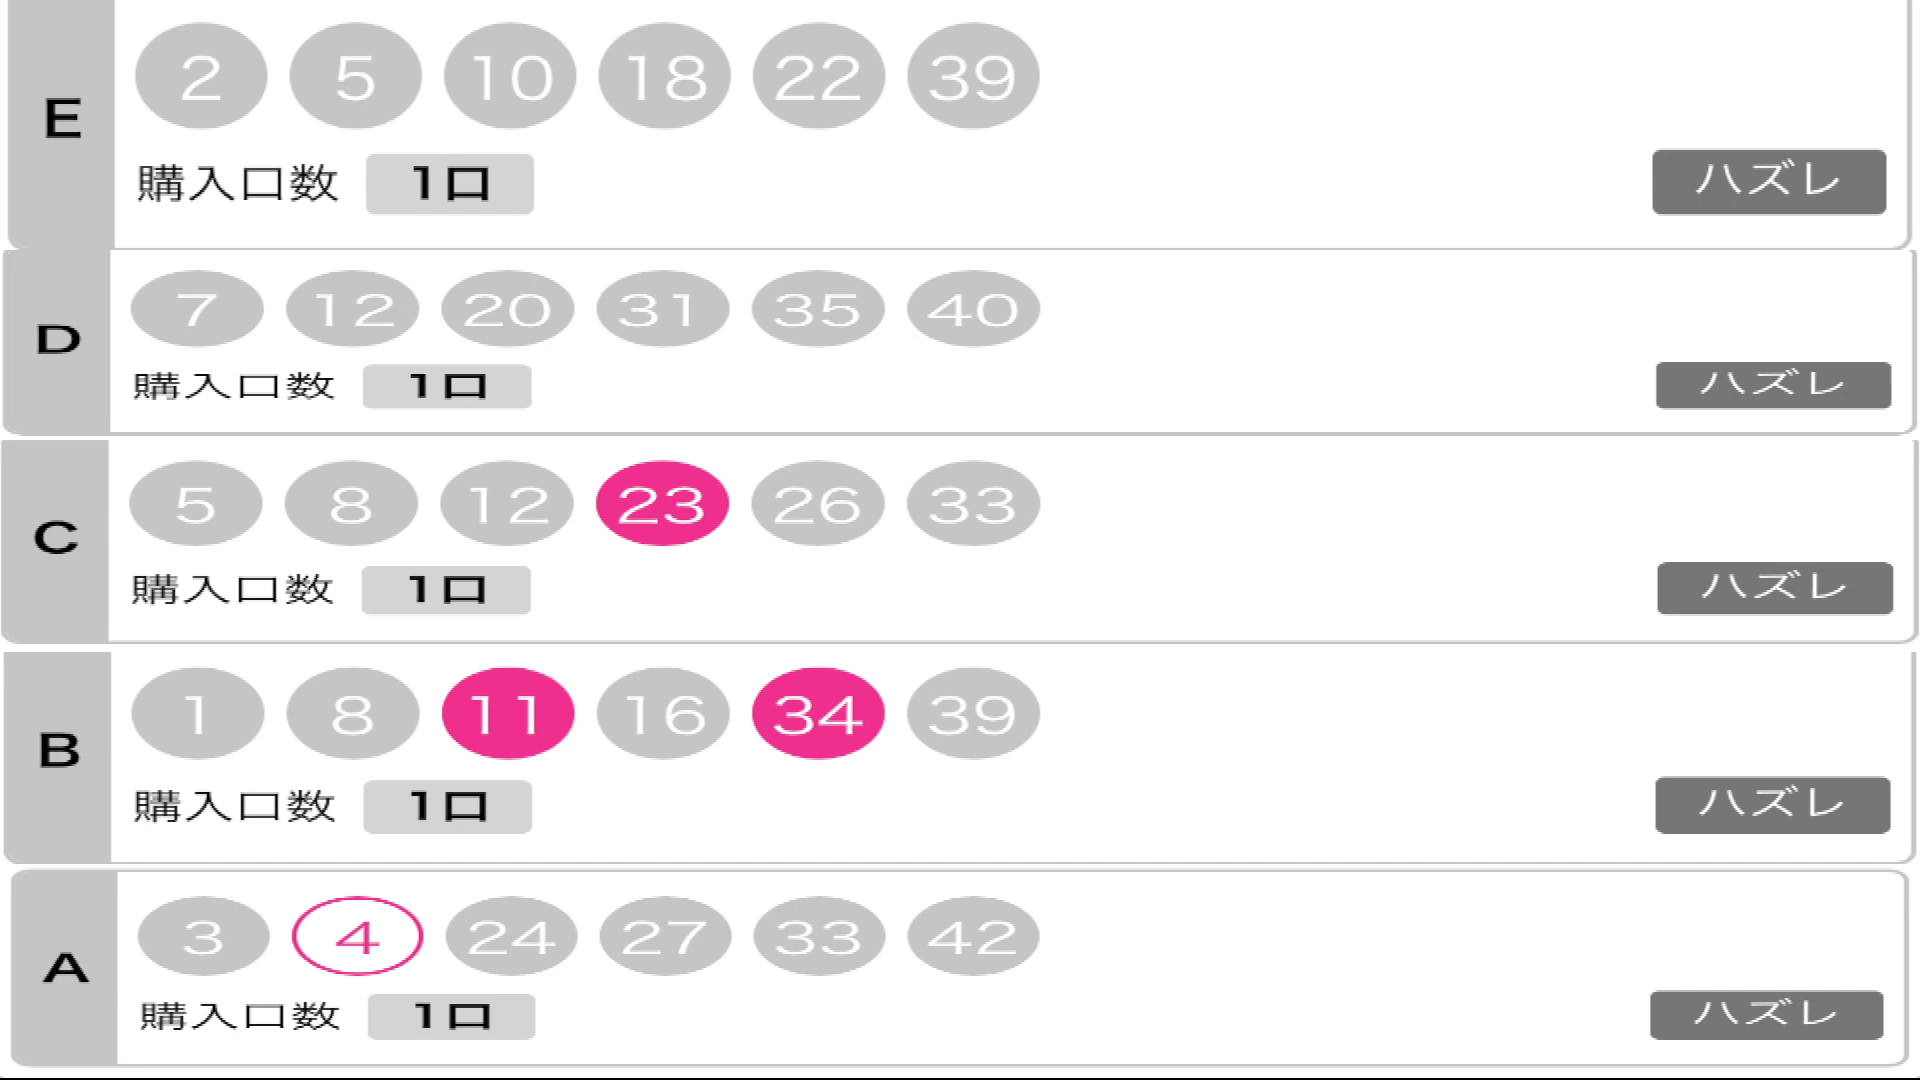 E
2 5 10 18 22 39
購入口数 1口
ハズレ
D
7 12 20 31 35 40
購入口数 1口
ハズレ
C
5 8 12 23 26 33
購入口数 1口
ハズレ
B
1 8 11 16 34 39
購入口数 1口
ハズレ
A
3 4 24 27 33 42
購入口数 1口
ハズレ